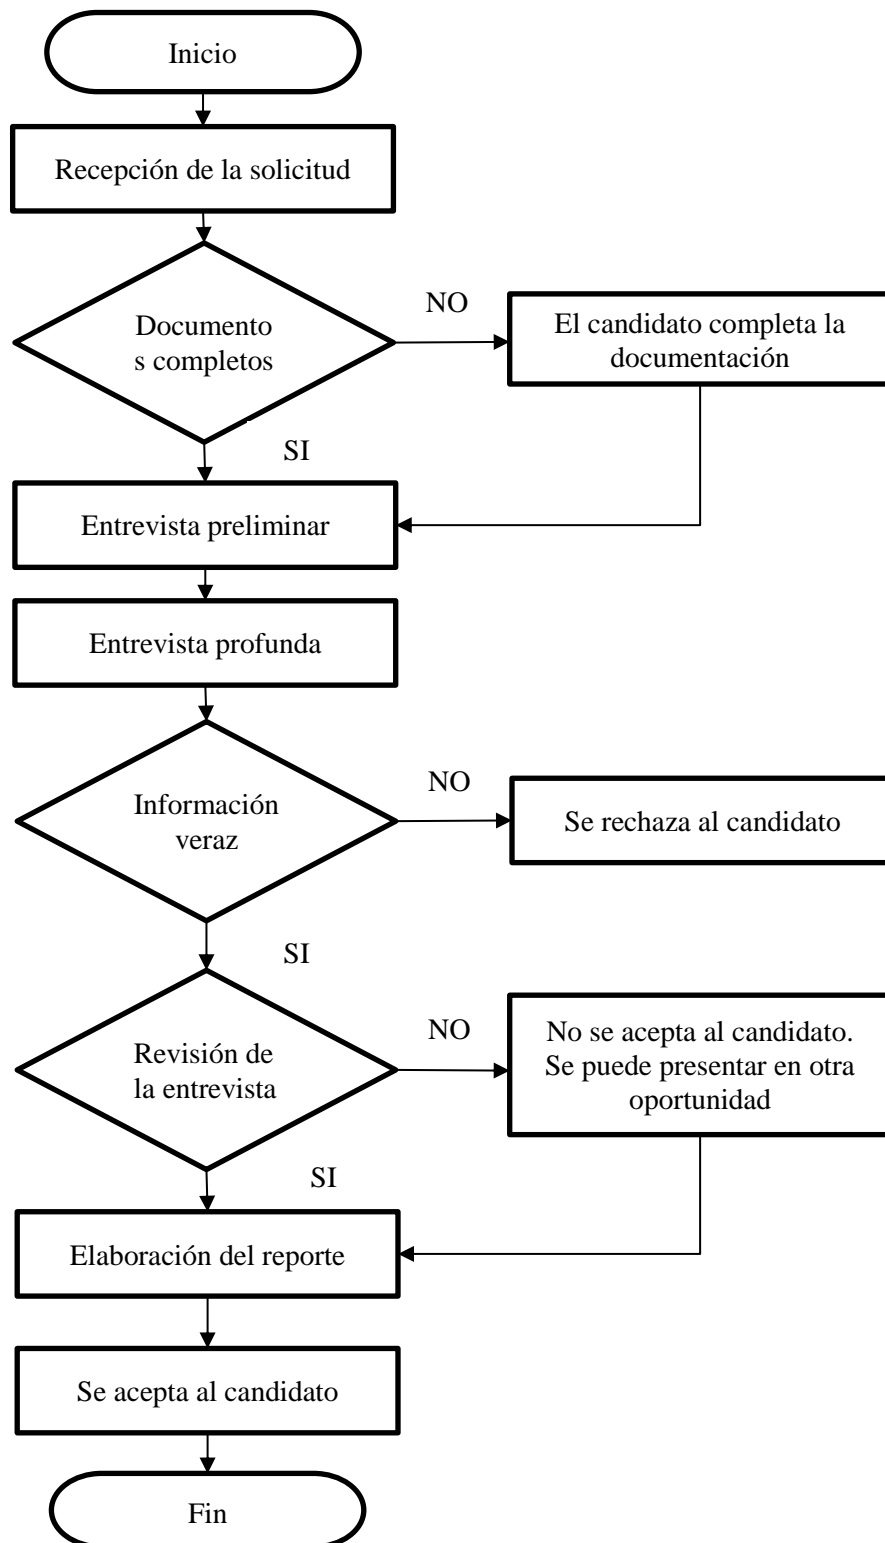 Inicio
Recepción de la solicitud
Documento
s completos
NO
El candidato completa la
documentación
SI
Entrevista preliminar
Entrevista profunda
Información
veraz
NO
Se rechaza al candidato
SI
Revisión de
la entrevista
NO
No se acepta al candidato.
Se puede presentar en otra
oportunidad
SI
Elaboración del reporte
Se acepta al candidato
Fin